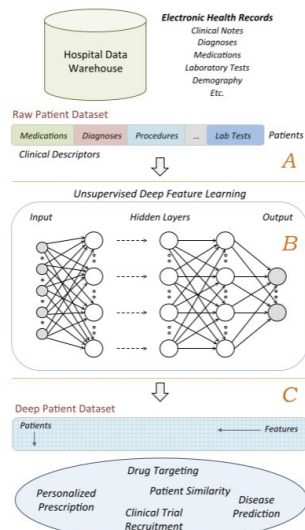 Hospital Data
Warehouse
Electronic Health Records
Clinical Notes
Diagnoses
Medications
Laboratory Tests
Demography
Etc.
Raw Patient Dataset
Medications Diagnoses Procedures ... Lab Tests Patients
Clinical Descriptors
A
Unsupervised Deep Feature Learning
Input Hidden Layers Output
B
C
Deep Patient Dataset
Patients
Features
Drug Targeting
Personalized
Prescription
Patient Similarity
Clinical Trial
Recruitment
Disease
Prediction